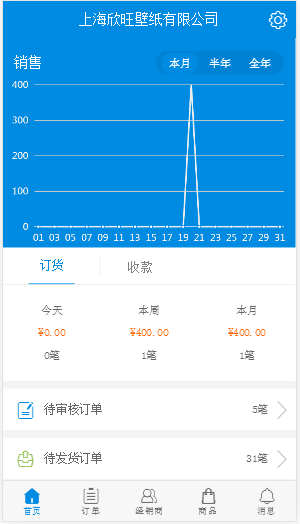 上海欣旺壁纸有限公司
销售
本月 半年 全年
400
300
200
100
0
01 03 05 07 09 11 13 15 17 19 21 23 25 27 29 31
订货 收款
今天 本周 本月
¥0.00 ¥400.00 ¥400.00
0笔 1笔 1笔
待审核订单 5笔
待发货订单 31笔
首页 订单 经销商 商品 消息